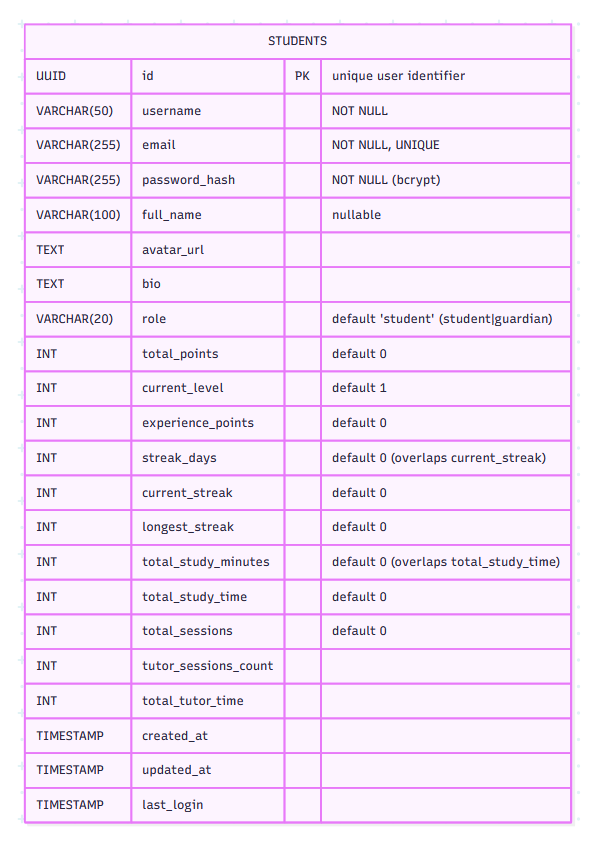 STUDENTS
UUID id PK unique user identifier
VARCHAR(50) username NOT NULL
VARCHAR(255) email NOT NULL, UNIQUE
VARCHAR(255) password_hash NOT NULL (bcrypt)
VARCHAR(100) full_name nullable
TEXT avatar_url
TEXT bio
VARCHAR(20) role default 'student' (student|guardian)
INT total_points default 0
INT current_level default 1
INT experience_points default 0
INT streak_days default 0 (overlaps current_streak)
INT current_streak default 0
INT longest_streak default 0
INT total_study_minutes default 0 (overlaps total_study_time)
INT total_study_time default 0
INT total_sessions default 0
INT tutor_sessions_count
INT total_tutor_time
TIMESTAMP created_at
TIMESTAMP updated_at
TIMESTAMP last_login